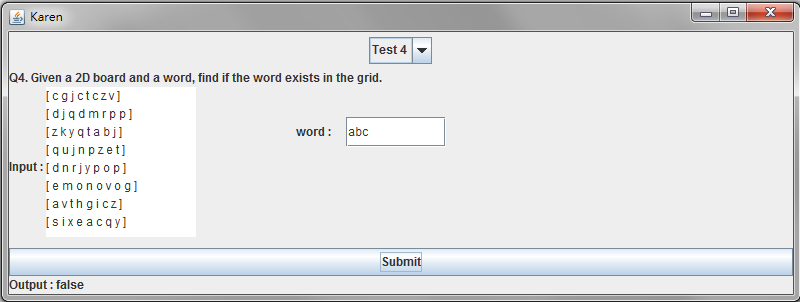 Karen
Test 4
Q4. Given a 2D board and a word, find if the word exists in the grid.
Input :
[ c g j c t c z v ]
[ d j q d m r p p ]
[ z k y q t a b j ]
[ q u j n p z e t ]
[ d n r j y p o p ]
[ e m o n o v o g ]
[ a v t h g i c z ]
[ s i x e a c q y ]
word :
abc
Submit
Output : false